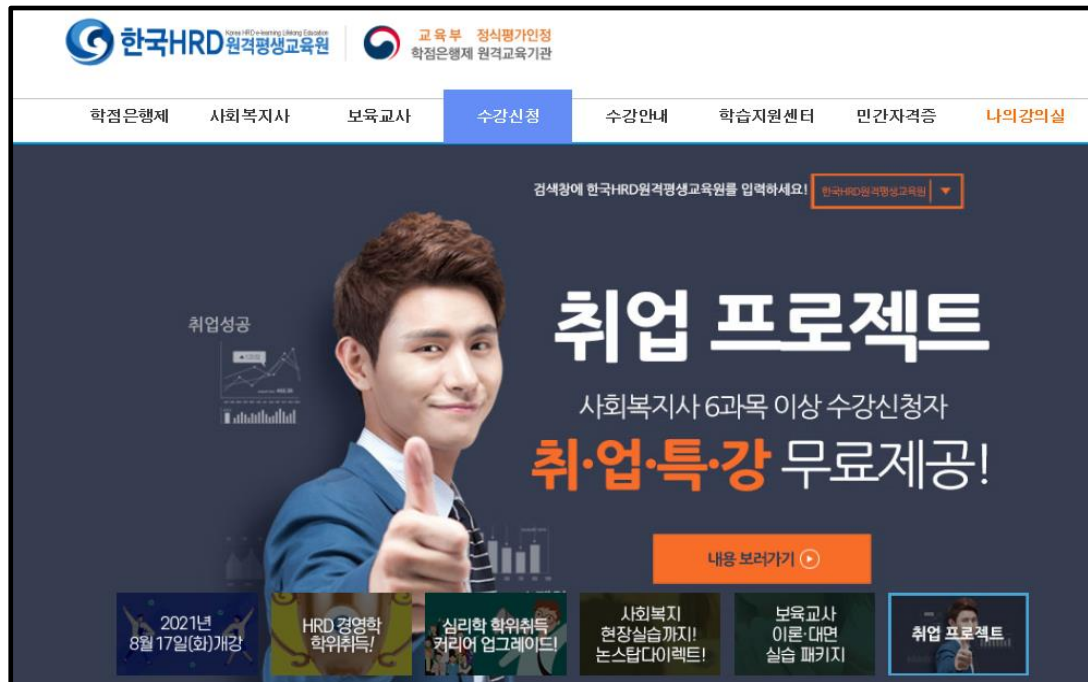 한국HRD원격평생교육원
Korea HRD e-learning Lifelong Education
교육부 정식평가인정
학점은행제 원격교육기관
학점은행제 사회복지사 보육교사 수강신청 수강안내 학습지원센터 민간자격증 나의강의실
검색창에 한국HRD원격평생교육원를 입력하세요! 한국HRD원격평생교육원
취업성공
취업 프로젝트
사회복지사 6과목 이상 수강신청자
취·업·특·강 무료제공!
내용 보러가기
2021년
8월 17일(화)개강
HRD 경영학
학위취득!
심리학 학위취득
커리어 업그레이드!
사회복지
현장실습까지!
논스탑다이렉트!
보육교사
이론·대면
실습 패키지
취업 프로젝트